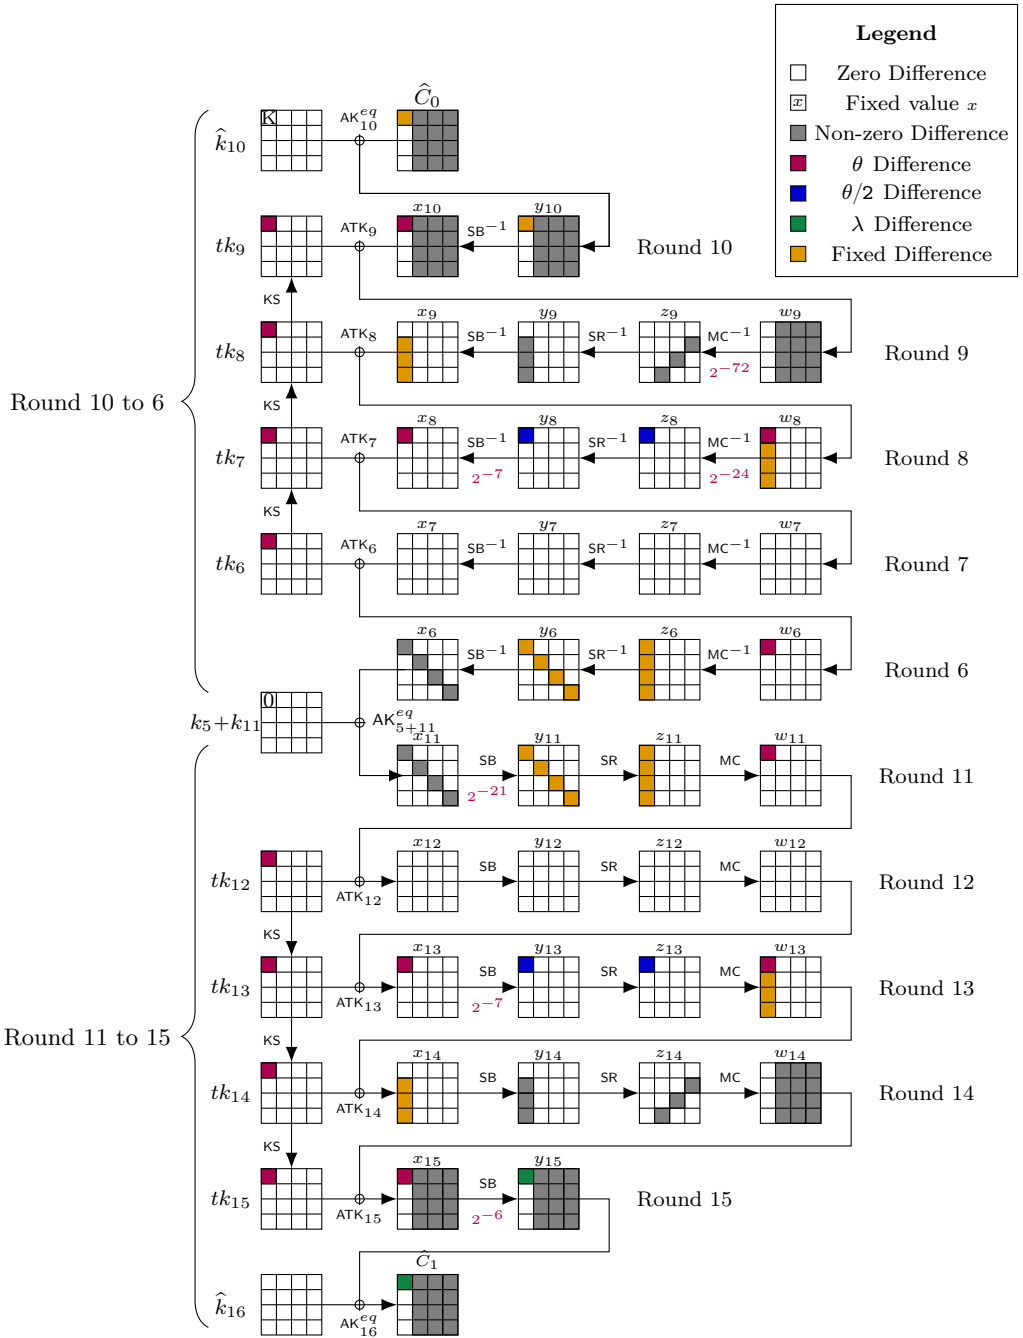 Legend
Zero Difference
x Fixed value x
Non-zero Difference
θ Difference
θ/2 Difference
λ Difference
Fixed Difference
Ĉ₀
k̂₁₀ K AK₁₀^eq
x₁₀ y₁₀
tk₉ ATK₉ SB⁻¹ Round 10
KS
x₉ y₉ z₉ w₉
tk₈ ATK₈ SB⁻¹ SR⁻¹ MC⁻¹ Round 9
2⁻⁷²
Round 10 to 6
KS
x₈ y₈ z₈ w₈
tk₇ ATK₇ SB⁻¹ SR⁻¹ MC⁻¹ Round 8
2⁻⁷ 2⁻²⁴
KS
x₇ y₇ z₇ w₇
tk₆ ATK₆ SB⁻¹ SR⁻¹ MC⁻¹ Round 7
x₆ y₆ z₆ w₆
SB⁻¹ SR⁻¹ MC⁻¹ Round 6
k₅+k₁₁ 0 AK₅₊₁₁^eq
x₁₁ y₁₁ z₁₁ w₁₁
SB SR MC Round 11
2⁻²¹
x₁₂ y₁₂ z₁₂ w₁₂
tk₁₂ ATK₁₂ SB SR MC Round 12
KS
x₁₃ y₁₃ z₁₃ w₁₃
tk₁₃ ATK₁₃ SB SR MC Round 13
2⁻⁷
Round 11 to 15
KS
x₁₄ y₁₄ z₁₄ w₁₄
tk₁₄ ATK₁₄ SB SR MC Round 14
KS
x₁₅ y₁₅
tk₁₅ ATK₁₅ SB Round 15
2⁻⁶
Ĉ₁
k̂₁₆ AK₁₆^eq